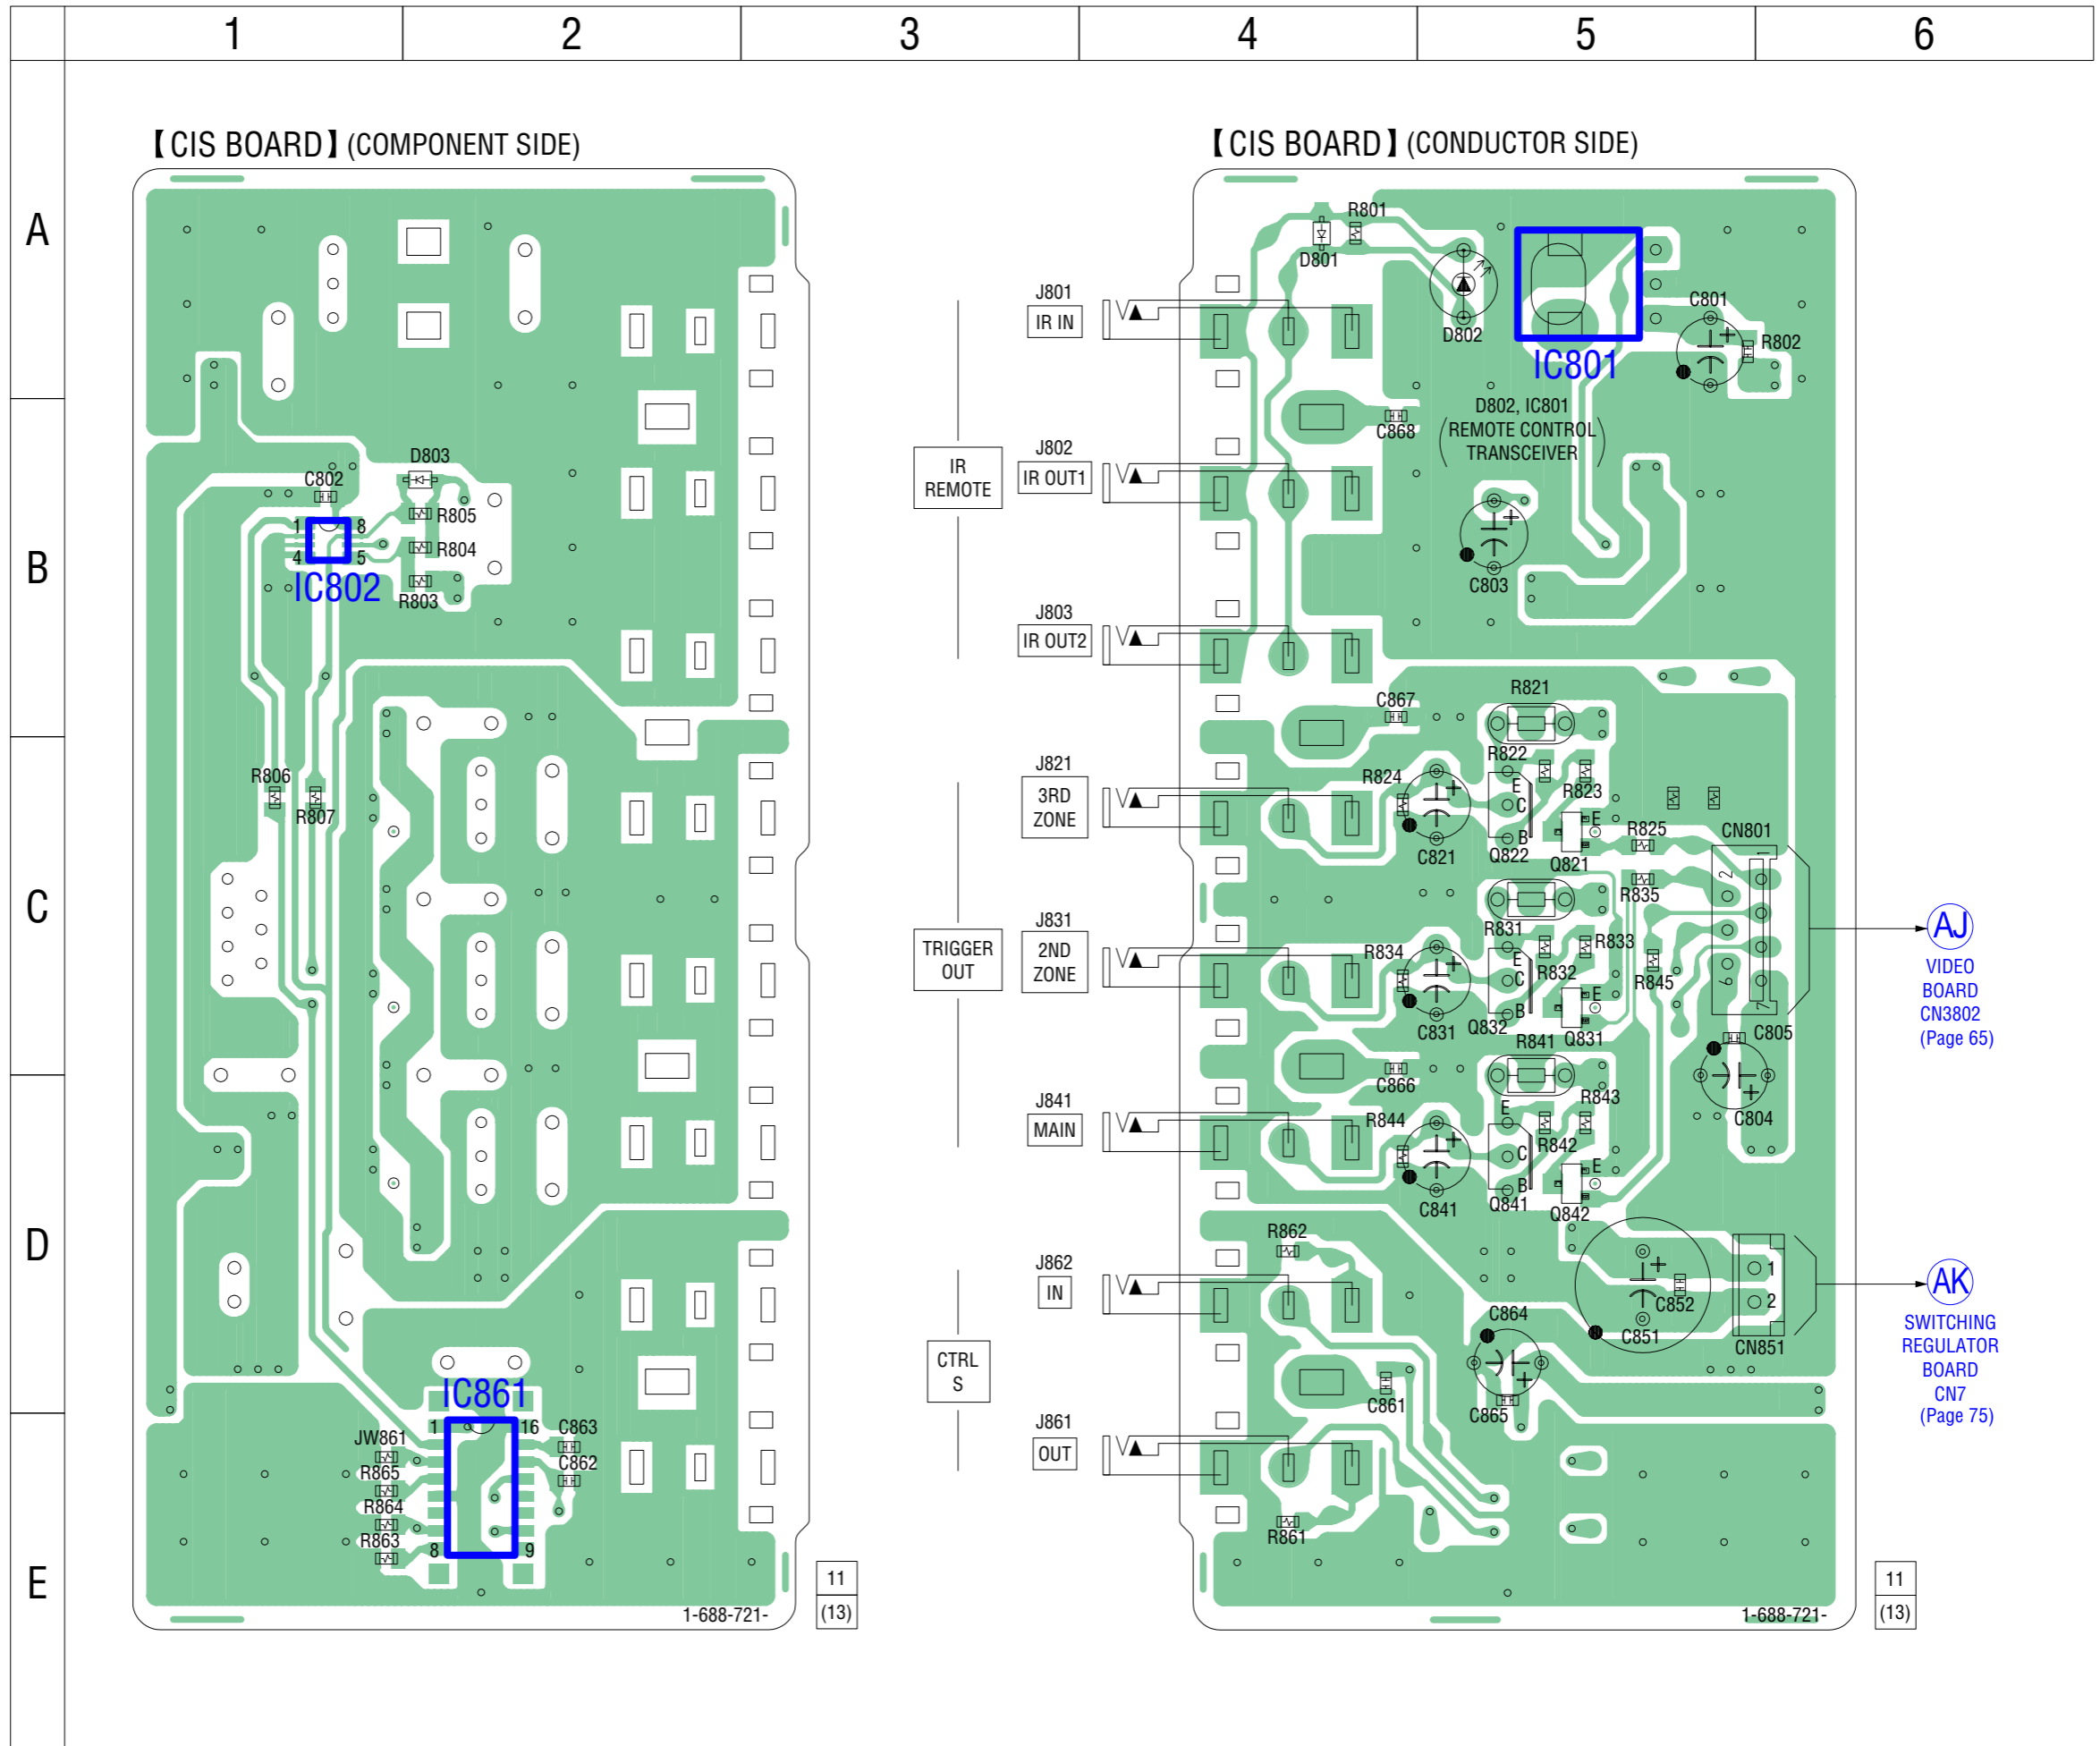 1 2 3 4 5 6
A
B
C
D
E
【CIS BOARD】(COMPONENT SIDE)
C802
D803
R805
R804
R803
1 8
4 5
IC802
R806
R807
IC861
1 16
8 9
JW861
R865
R864
R863
C863
C862
1-688-721-
11
(13)
IR
REMOTE
TRIGGER
OUT
CTRL
S
J801
IR IN
J802
IR OUT1
J803
IR OUT2
J821
3RD
ZONE
J831
2ND
ZONE
J841
MAIN
J862
IN
J861
OUT
【CIS BOARD】(CONDUCTOR SIDE)
R801
D801
D802
IC801
C801
R802
C868
D802, IC801
REMOTE CONTROL
TRANSCEIVER
C803
C867
R821
R822
R824
E
C
B
R823
E
C821
Q822
Q821
R825
CN801
1
2
6
7
R835
R831
R834
E
C
B
R832
R833
E
R845
C831
Q832
Q831
C805
R841
C866
C804
R844
E
C
B
R843
R842
E
C841
Q841
Q842
R862
C864
C852
C851
1
2
CN851
C861
C865
R861
1-688-721-
11
(13)
AJ
VIDEO
BOARD
CN3802
(Page 65)
AK
SWITCHING
REGULATOR
BOARD
CN7
(Page 75)